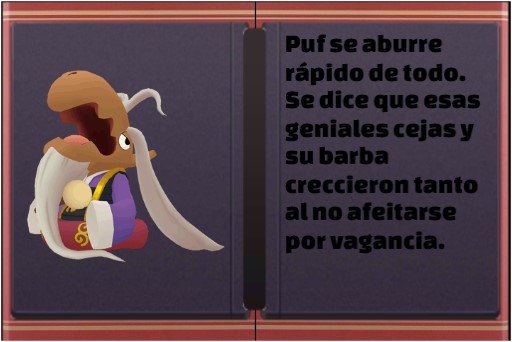 Puf se aburre
rápido de todo.
Se dice que esas
geniales cejas y
su barba
creccieron tanto
al no afeitarse
por vagancia.